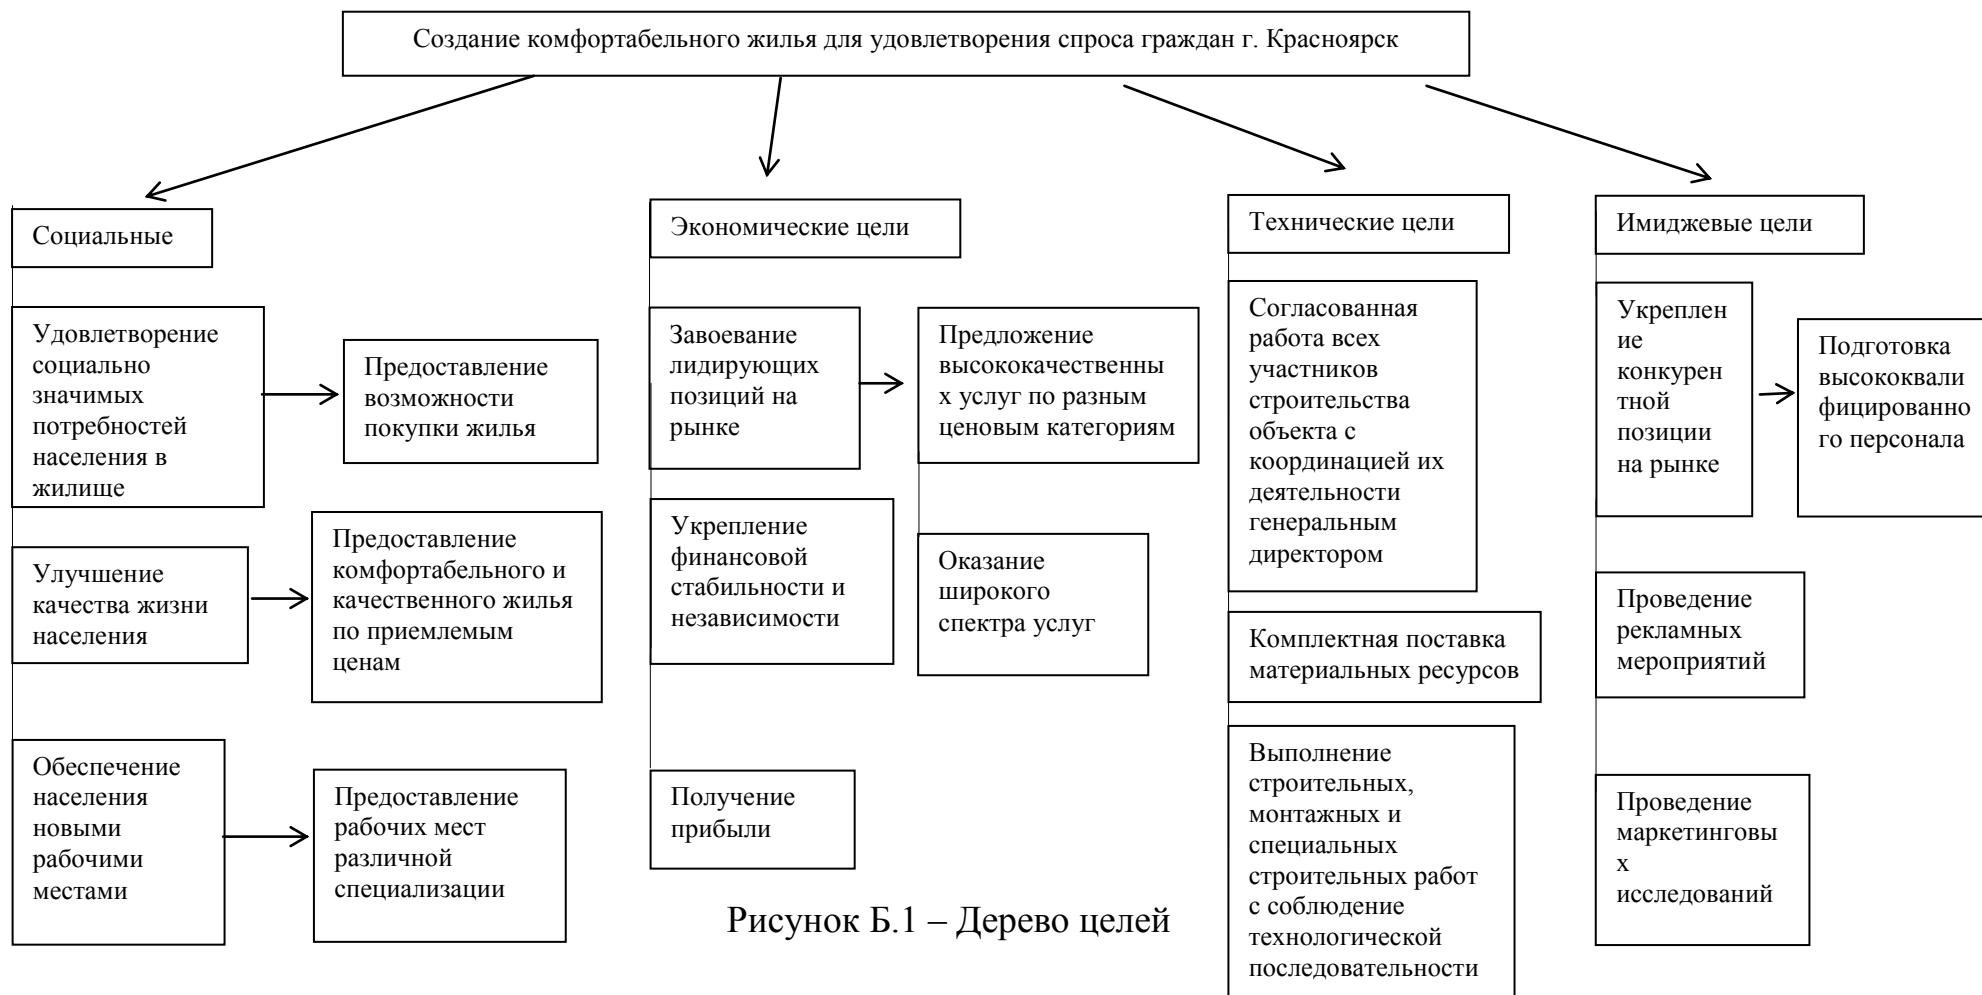 Создание комфортабельного жилья для удовлетворения спроса граждан г. Красноярск
Социальные
Удовлетворение
социально
значимых
потребностей
населения в
жилище
Предоставление
возможности
покупки жилья
Улучшение
качества жизни
населения
Предоставление
комфортабельного и
качественного жилья
по приемлемым
ценам
Обеспечение
населения
новыми
рабочими
местами
Предоставление
рабочих мест
различной
специализации
Экономические цели
Завоевание
лидирующих
позиций на
рынке
Предложение
высококачественны
х услуг по разным
ценовым категориям
Укрепление
финансовой
стабильности и
независимости
Оказание
широкого
спектра услуг
Получение
прибыли
Технические цели
Согласованная
работа всех
участников
строительства
объекта с
координацией их
деятельности
генеральным
директором
Комплектная поставка
материальных ресурсов
Выполнение
строительных,
монтажных и
специальных
строительных работ
с соблюдение
технологической
последовательности
Имиджевые цели
Укреплен
ие
конкурен
тной
позиции
на рынке
Подготовка
высококвали
фицированно
го персонала
Проведение
рекламных
мероприятий
Проведение
маркетинговы
х
исследований
Рисунок Б.1 – Дерево целей